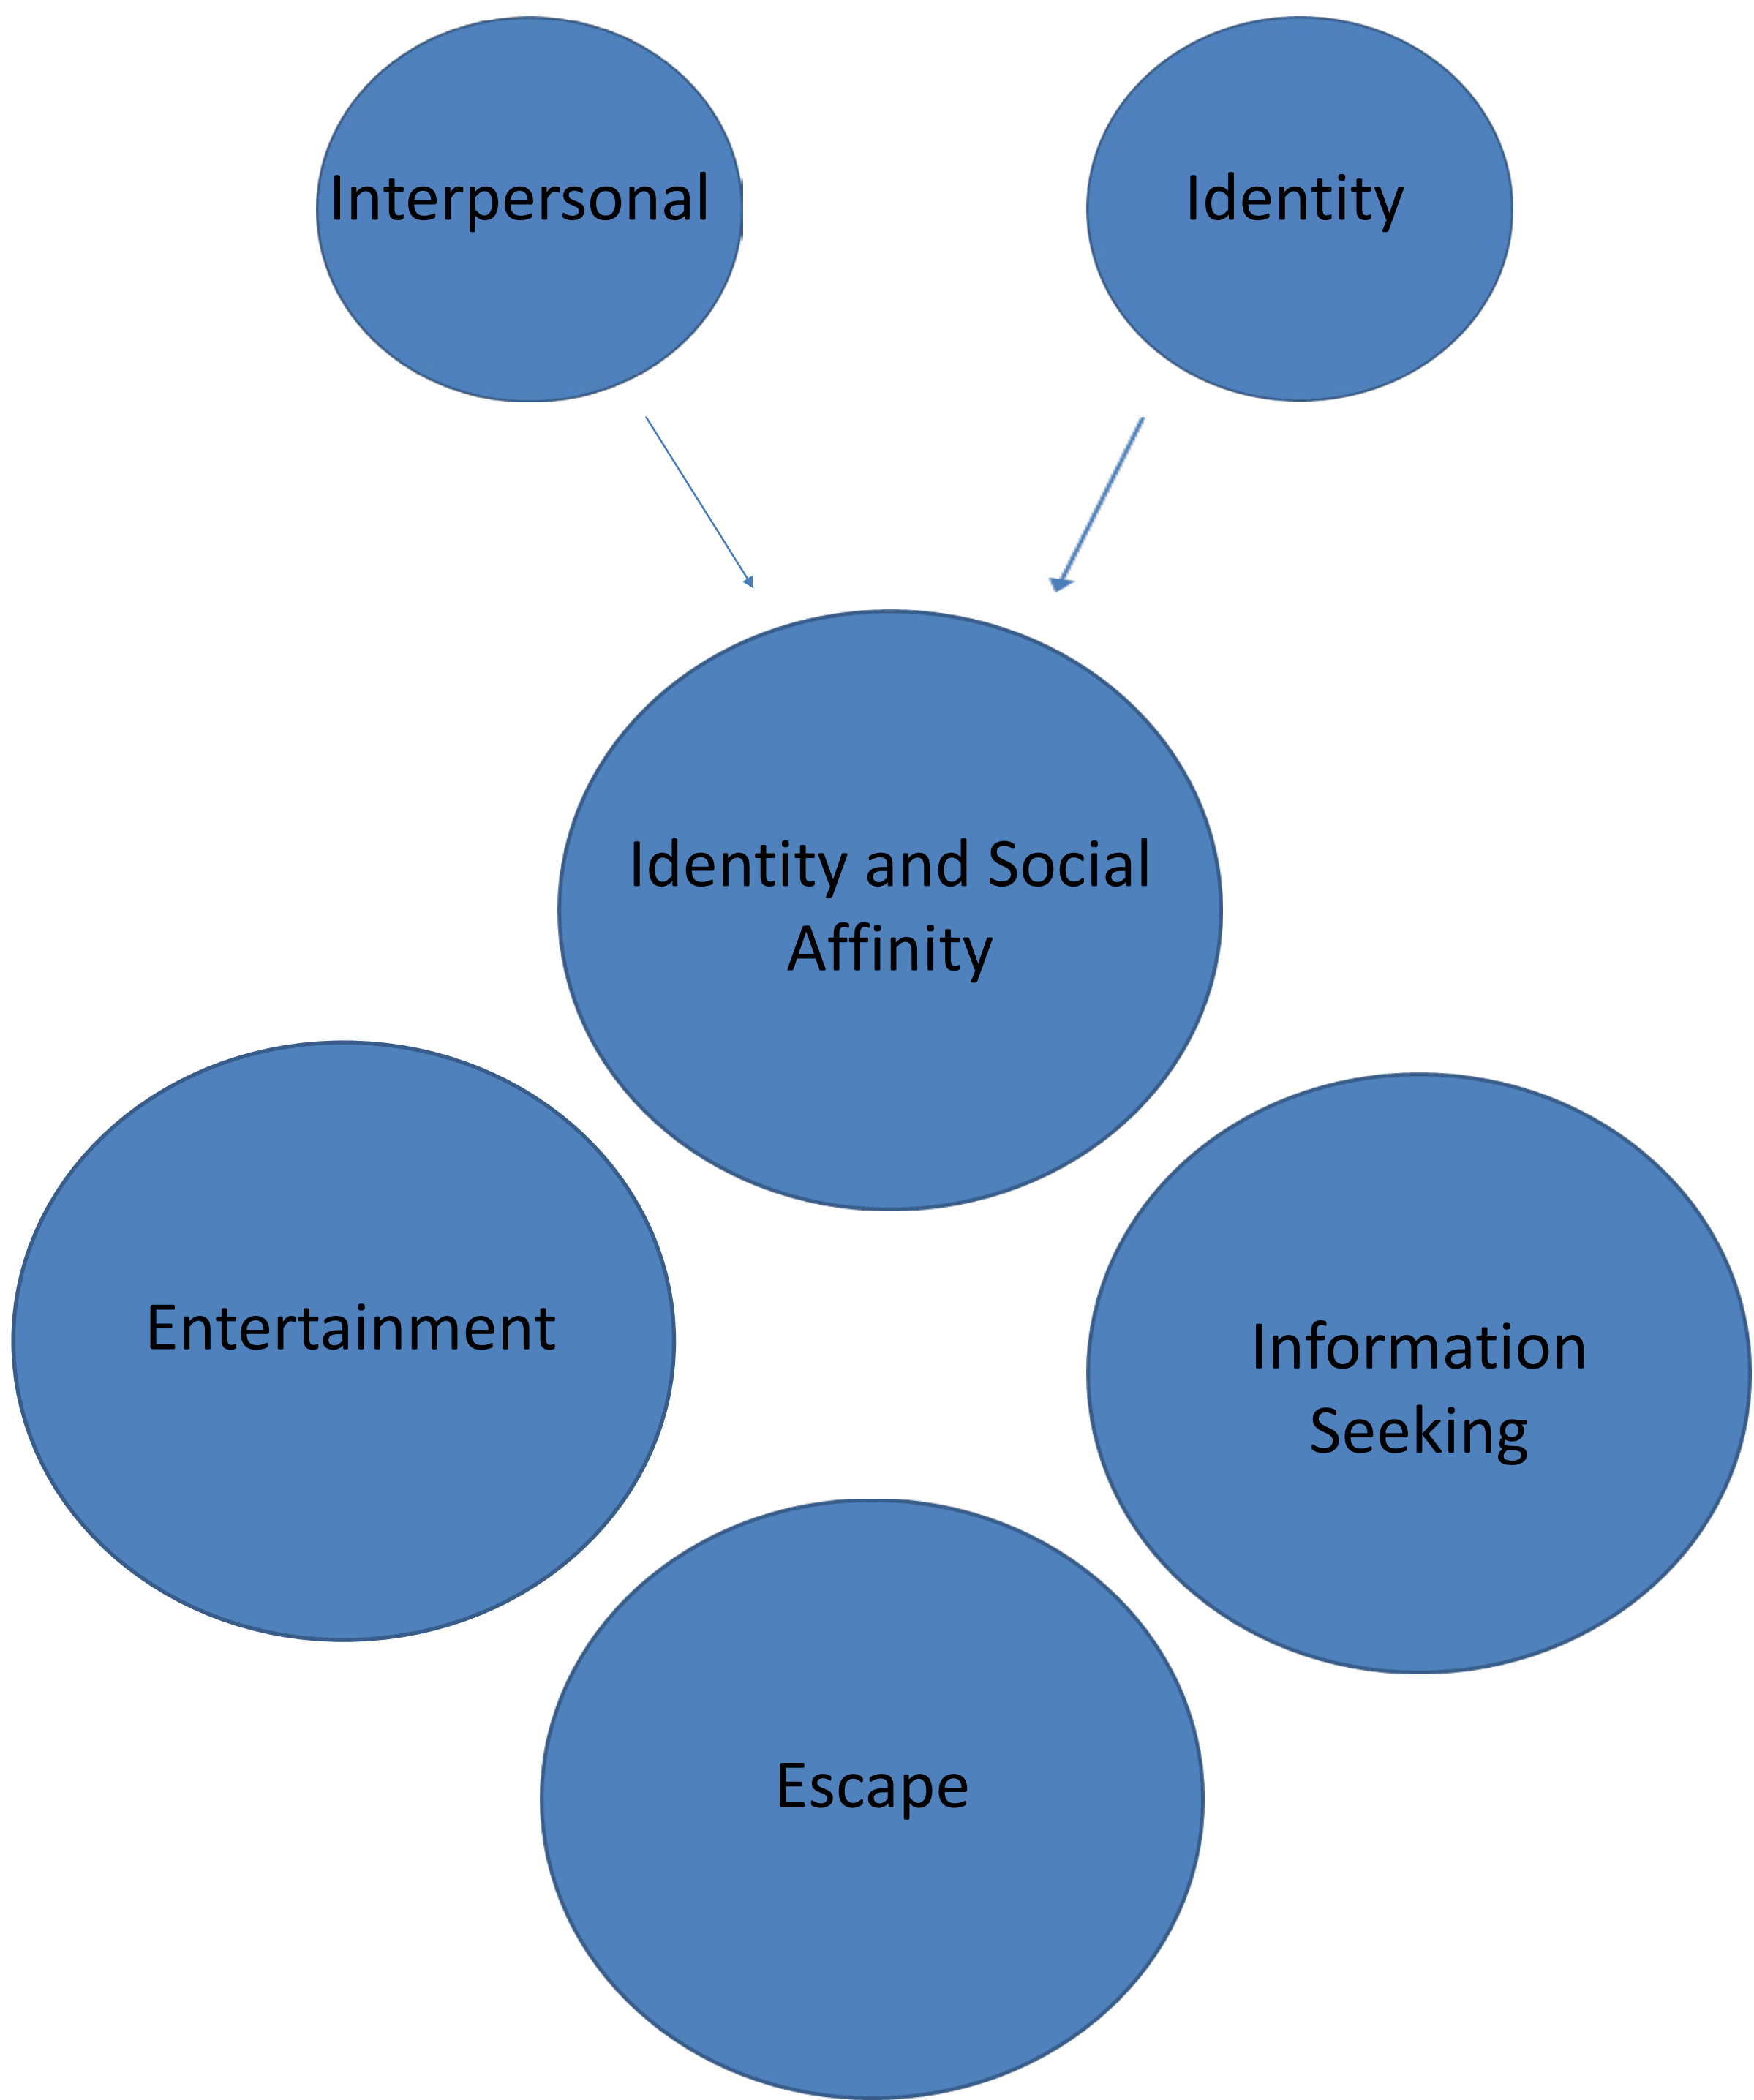 Interpersonal
Identity
Identity and Social
Affinity
Entertainment
Information
Seeking
Escape